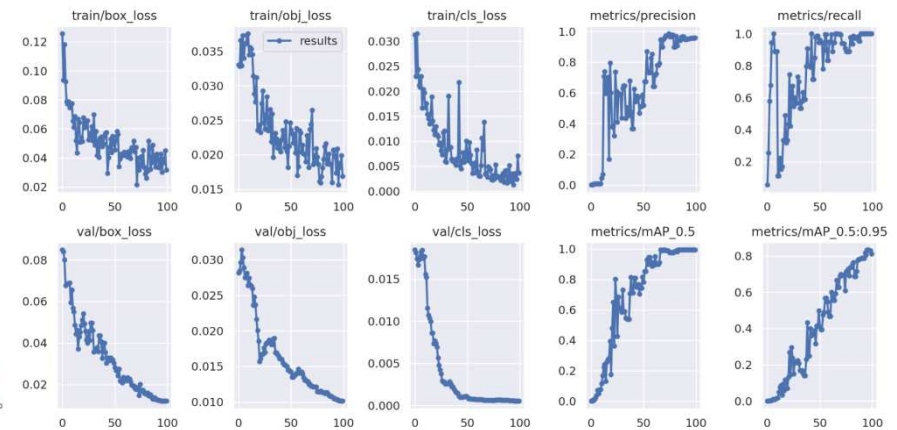 train/box_loss
train/obj_loss
train/cls_loss
metrics/precision
metrics/recall
results
0.12
0.10
0.08
0.06
0.04
0.02
0.035
0.030
0.025
0.020
0.015
0.030
0.025
0.020
0.015
0.010
0.005
0.000
1.0
0.8
0.6
0.4
0.2
0.0
1.0
0.8
0.6
0.4
0.2
0 50 100
0 50 100
0 50 100
0 50 100
0 50 100
val/box_loss
val/obj_loss
val/cls_loss
metrics/mAP_0.5
metrics/mAP_0.5:0.95
0.08
0.06
0.04
0.02
0.030
0.025
0.020
0.015
0.010
0.015
0.010
0.005
0.000
1.0
0.8
0.6
0.4
0.2
0.0
0.8
0.6
0.4
0.2
0.0
0 50 100
0 50 100
0 50 100
0 50 100
0 50 100